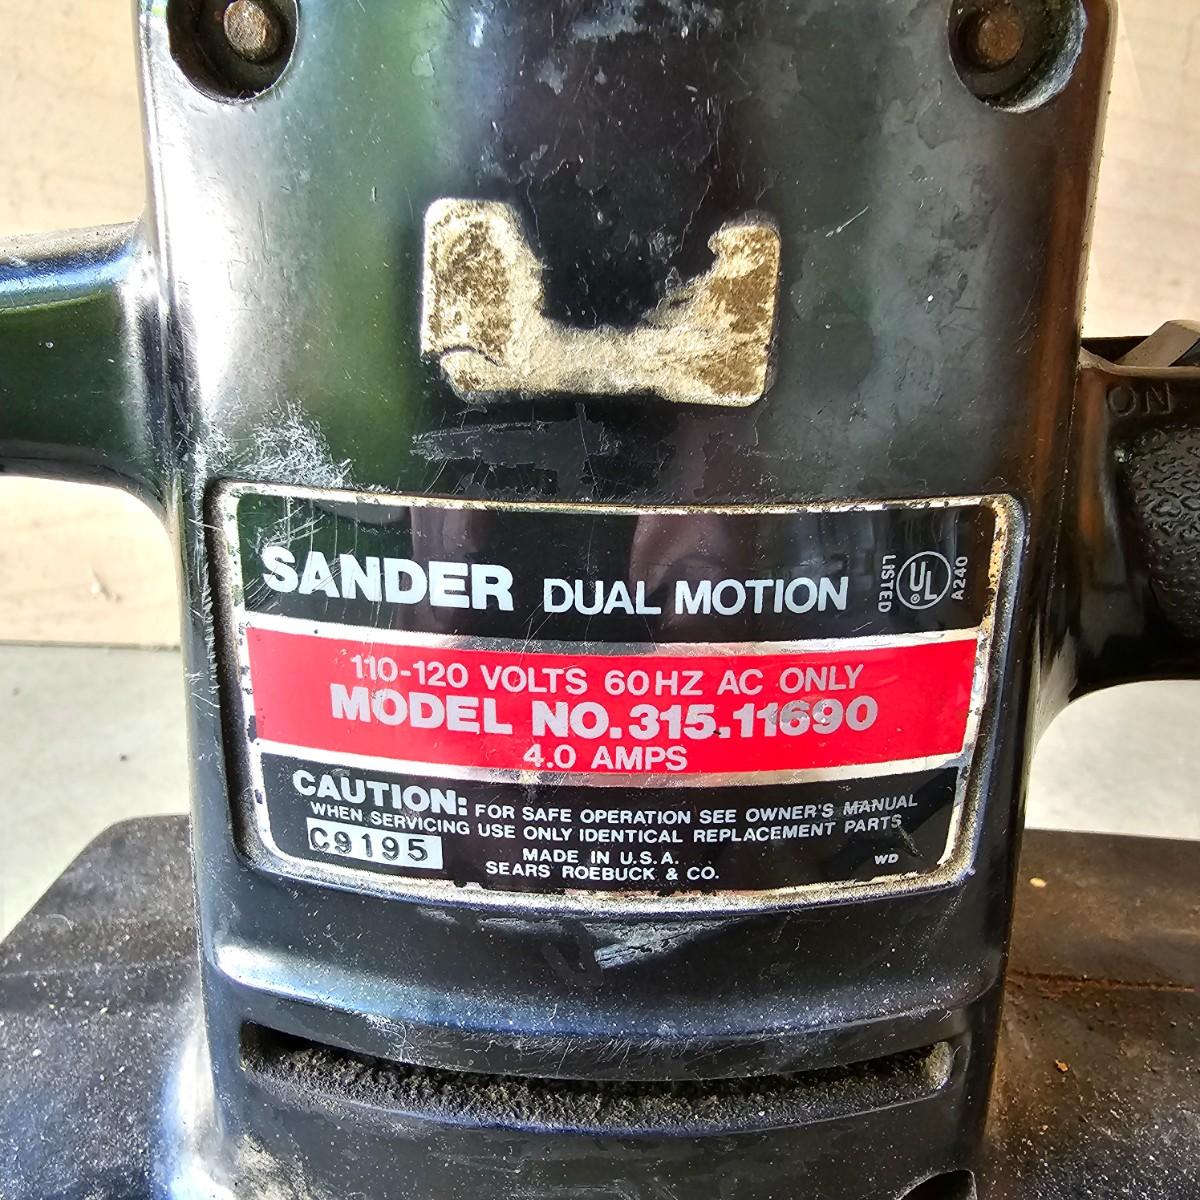 ON
SANDER DUAL MOTION
LISTED UL® A240
110-120 VOLTS 60HZ AC ONLY
MODEL NO. 315.11690
4.0 AMPS
CAUTION: FOR SAFE OPERATION SEE OWNER'S MANUAL
WHEN SERVICING USE ONLY IDENTICAL REPLACEMENT PARTS
C9195
MADE IN U.S.A.
SEARS ROEBUCK & CO.
WD